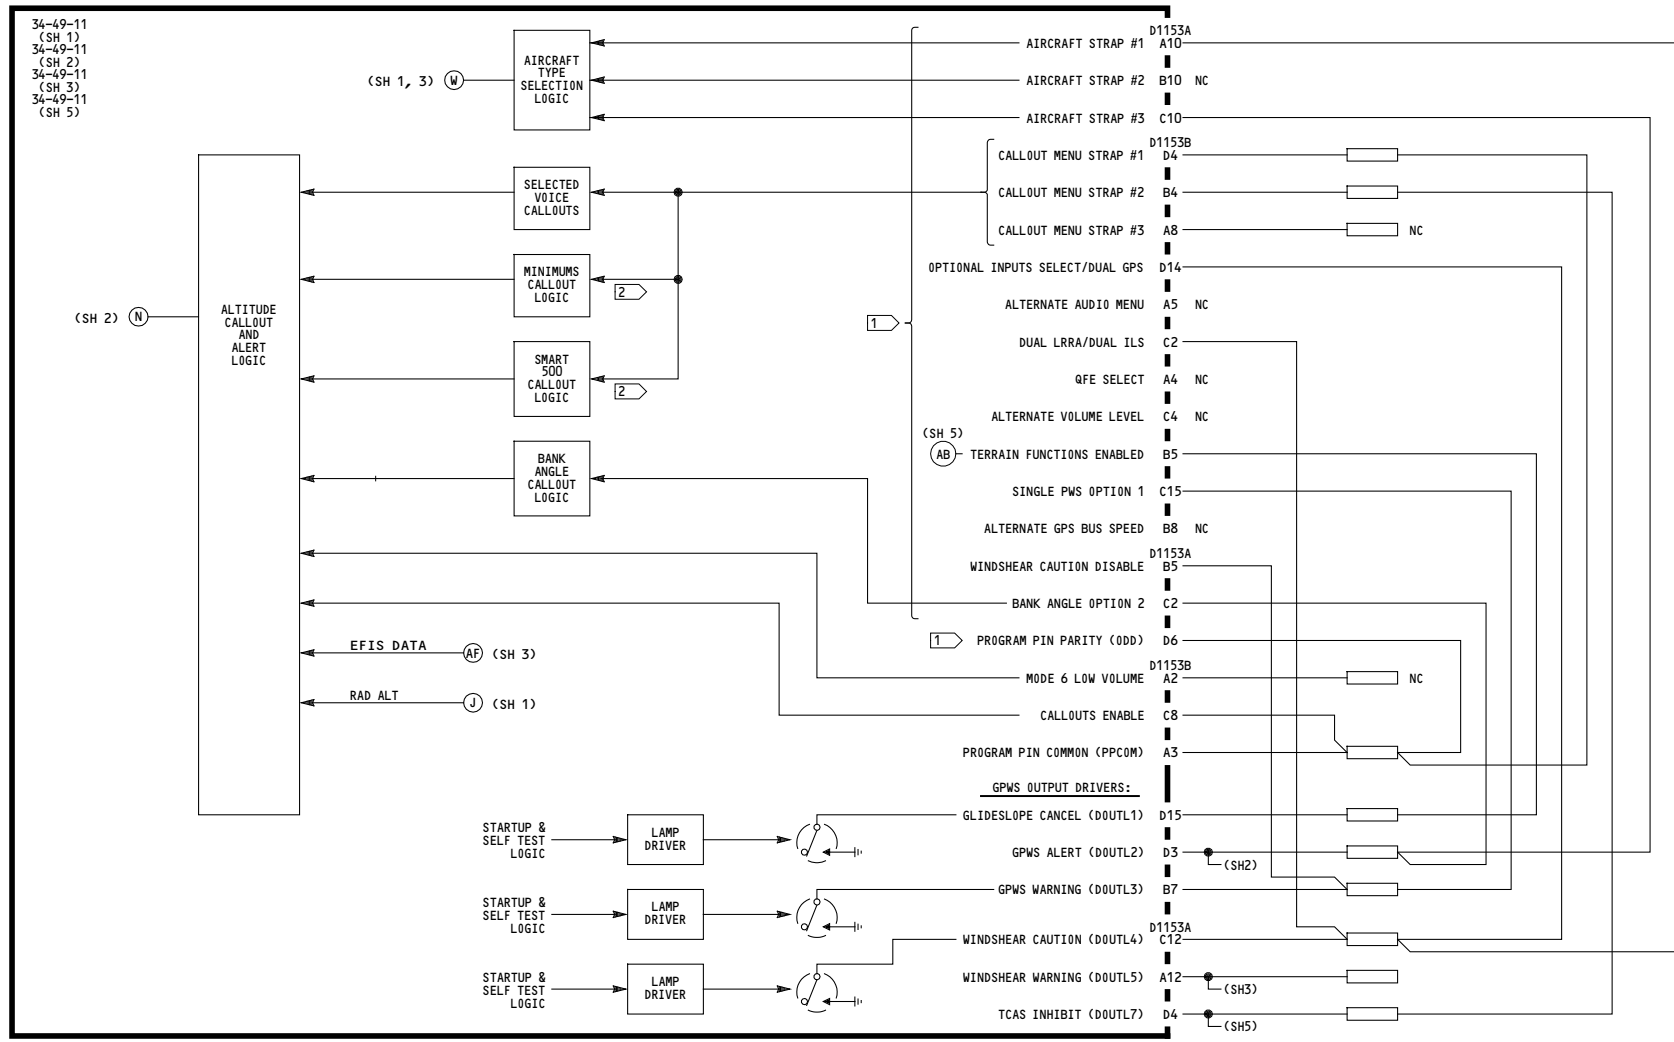 34-49-11
(SH 1)
34-49-11
(SH 2)
34-49-11
(SH 3)
34-49-11
(SH 5)
(SH 1, 3) W
AIRCRAFT
TYPE
SELECTION
LOGIC
D1153A
AIRCRAFT STRAP #1 A10
AIRCRAFT STRAP #2 B10 NC
AIRCRAFT STRAP #3 C10
D1153B
CALLOUT MENU STRAP #1 D4
CALLOUT MENU STRAP #2 B4
CALLOUT MENU STRAP #3 A8 NC
SELECTED
VOICE
CALLOUTS
MINIMUMS
CALLOUT
LOGIC
2
SMART
500
CALLOUT
LOGIC
2
BANK
ANGLE
CALLOUT
LOGIC
(SH 2) N
ALTITUDE
CALLOUT
AND
ALERT
LOGIC
1
OPTIONAL INPUTS SELECT/DUAL GPS D14
ALTERNATE AUDIO MENU A5 NC
DUAL LRRA/DUAL ILS C2
QFE SELECT A4 NC
ALTERNATE VOLUME LEVEL C4 NC
(SH 5)
AB TERRAIN FUNCTIONS ENABLED B5
SINGLE PWS OPTION 1 C15
ALTERNATE GPS BUS SPEED B8 NC
D1153A
WINDSHEAR CAUTION DISABLE B5
BANK ANGLE OPTION 2 C2
1 PROGRAM PIN PARITY (ODD) D6
D1153B
MODE 6 LOW VOLUME A2 NC
CALLOUTS ENABLE C8
PROGRAM PIN COMMON (PPCOM) A3
EFIS DATA AF (SH 3)
RAD ALT J (SH 1)
GPWS OUTPUT DRIVERS:
GLIDESLOPE CANCEL (DOUTL1) D15
GPWS ALERT (DOUTL2) D3
(SH2)
GPWS WARNING (DOUTL3) B7
D1153A
WINDSHEAR CAUTION (DOUTL4) C12
WINDSHEAR WARNING (DOUTL5) A12
(SH3)
TCAS INHIBIT (DOUTL7) D4
(SH5)
STARTUP &
SELF TEST
LOGIC
LAMP
DRIVER
STARTUP &
SELF TEST
LOGIC
LAMP
DRIVER
STARTUP &
SELF TEST
LOGIC
LAMP
DRIVER